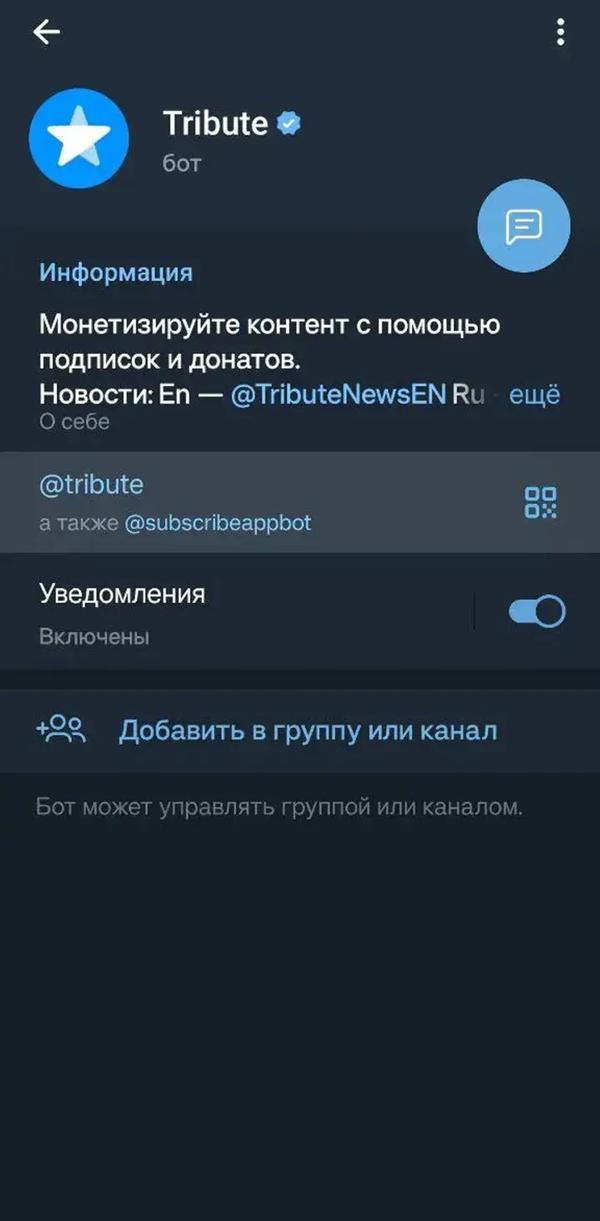 Tribute
бот
Информация
Монетизируйте контент с помощью
подписок и донатов.
Новости: En — @TributeNewsEN Ru ещё
О себе
@tribute
а также @subscribeappbot
Уведомления
Включены
Добавить в группу или канал
Бот может управлять группой или каналом.